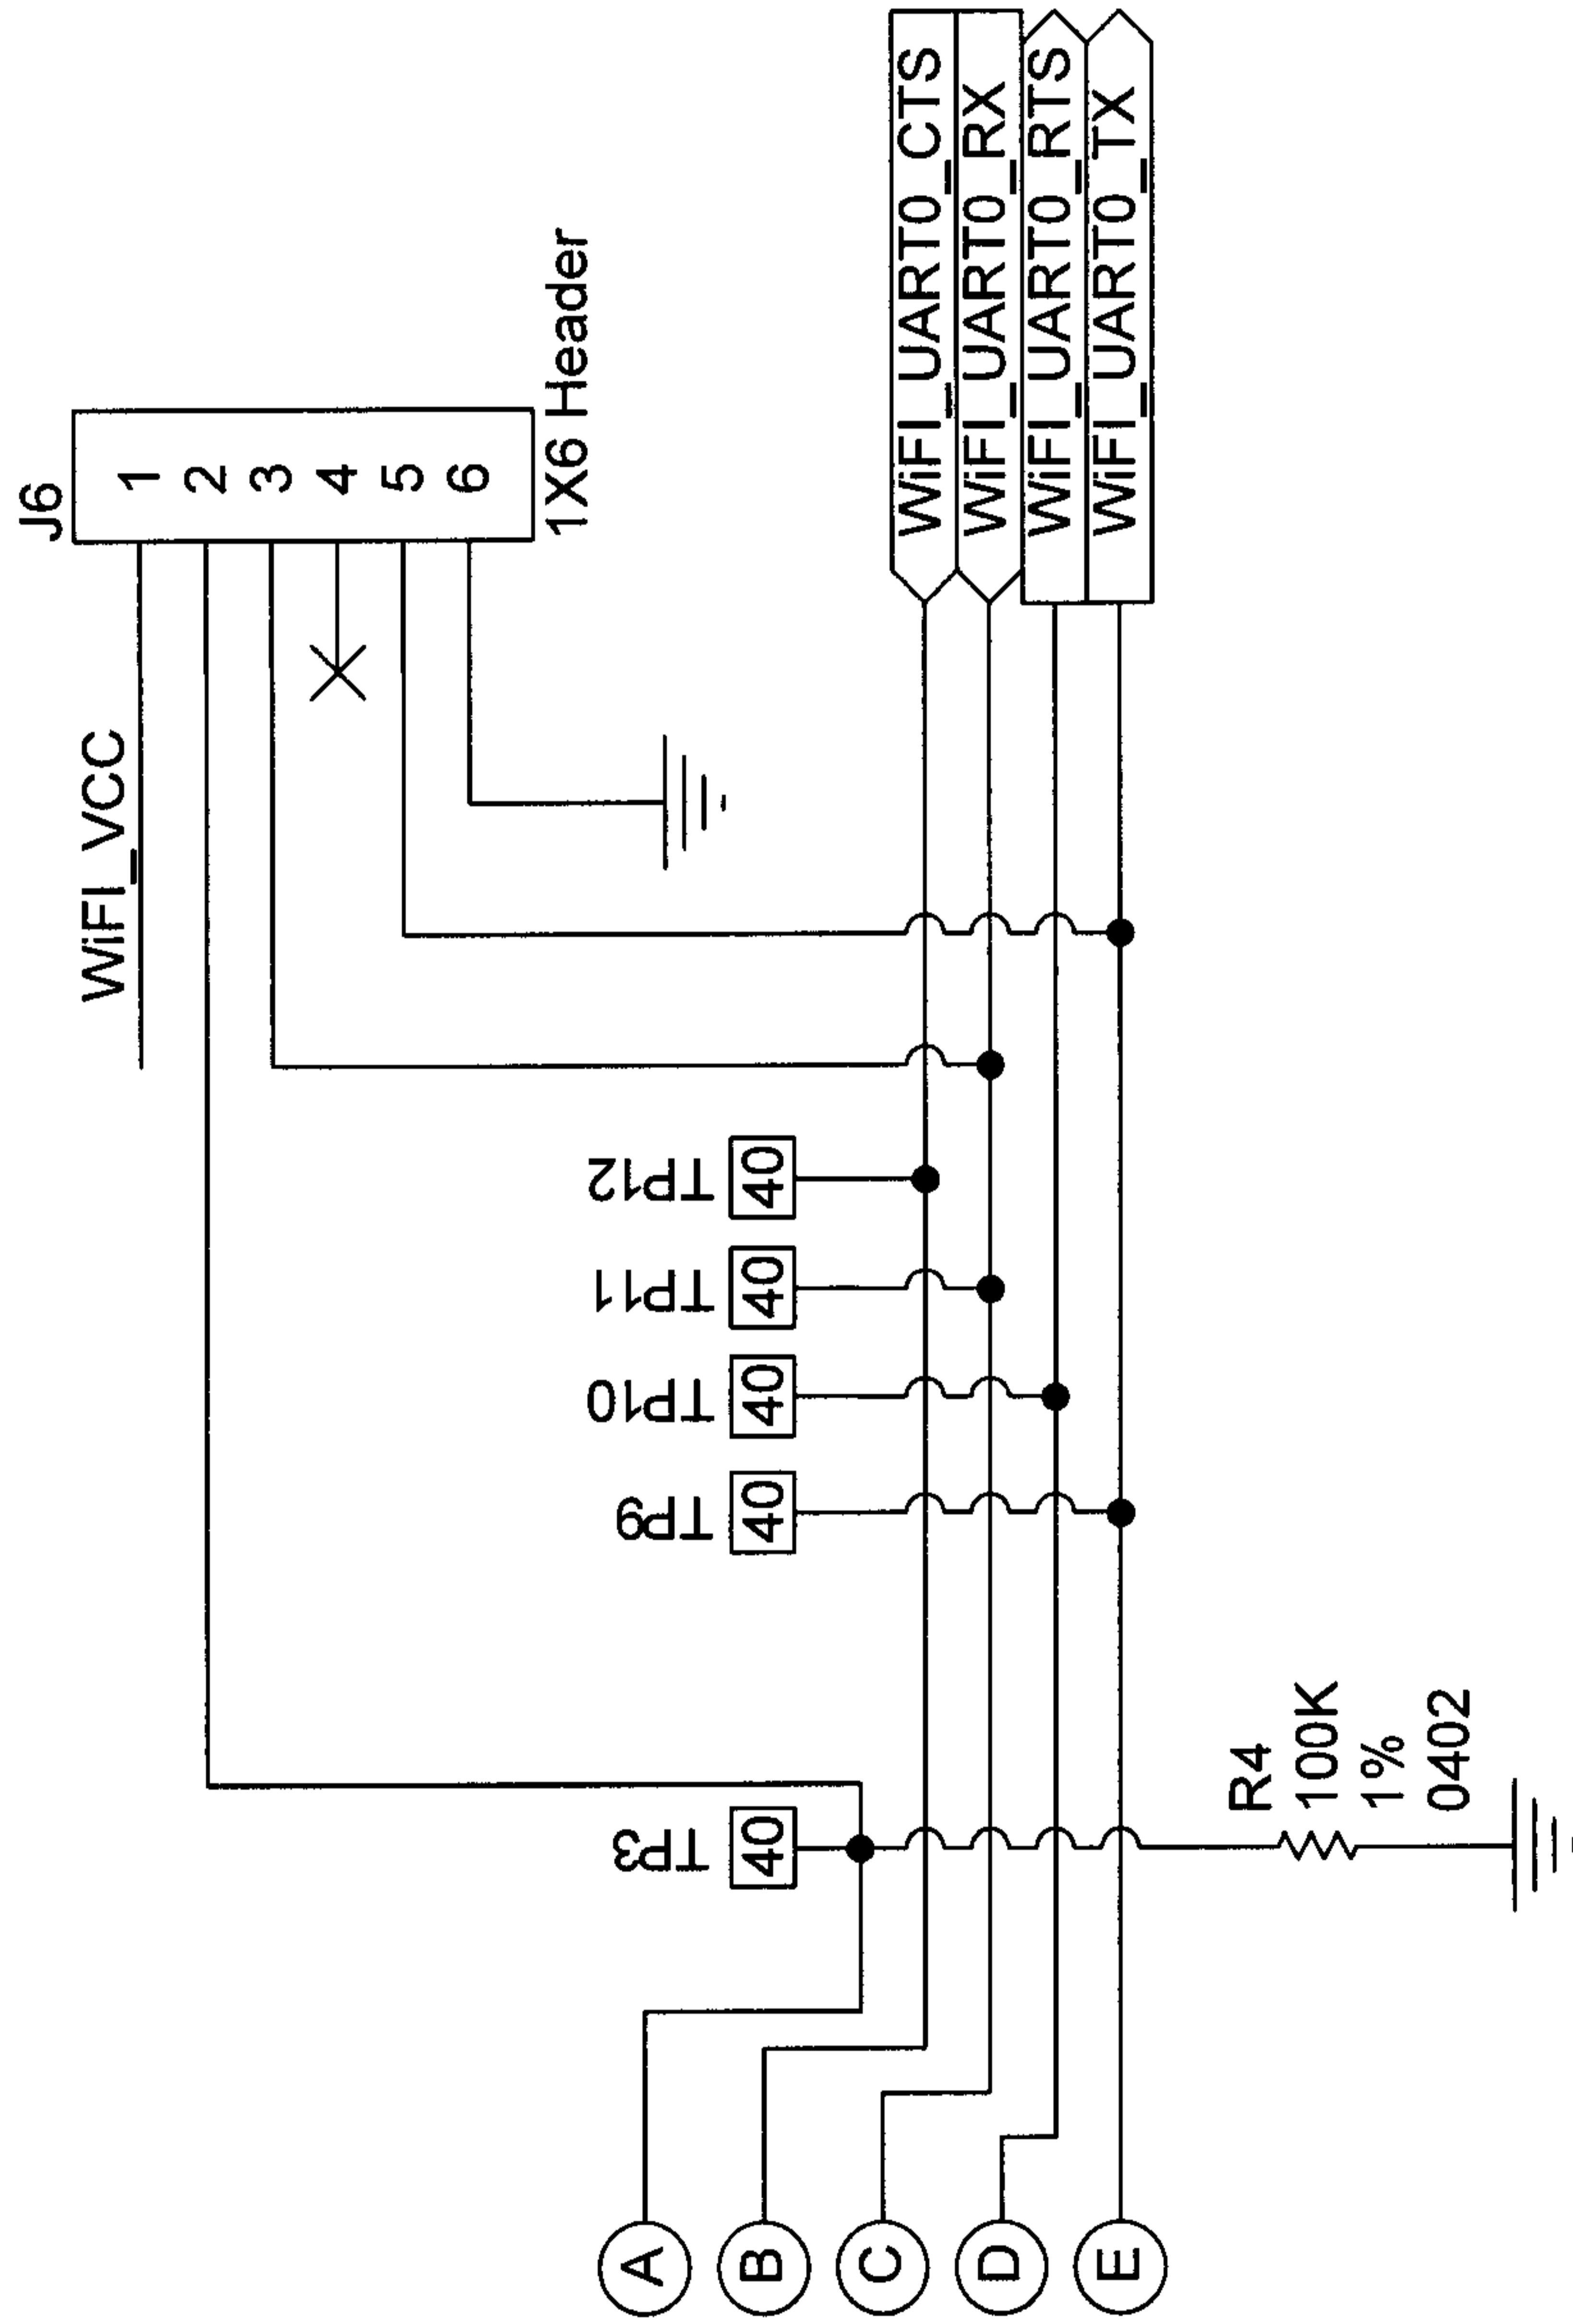 J6
1
2
3
4
5
6
1X6 Header
WiFI_VCC
WiFI_UART0_CTS
WiFI_UART0_RX
WiFI_UART0_RTS
WiFI_UART0_TX
TP3
40
TP9
40
TP10
40
TP11
40
TP12
40
R4
100K
1%
0402
A
B
C
D
E